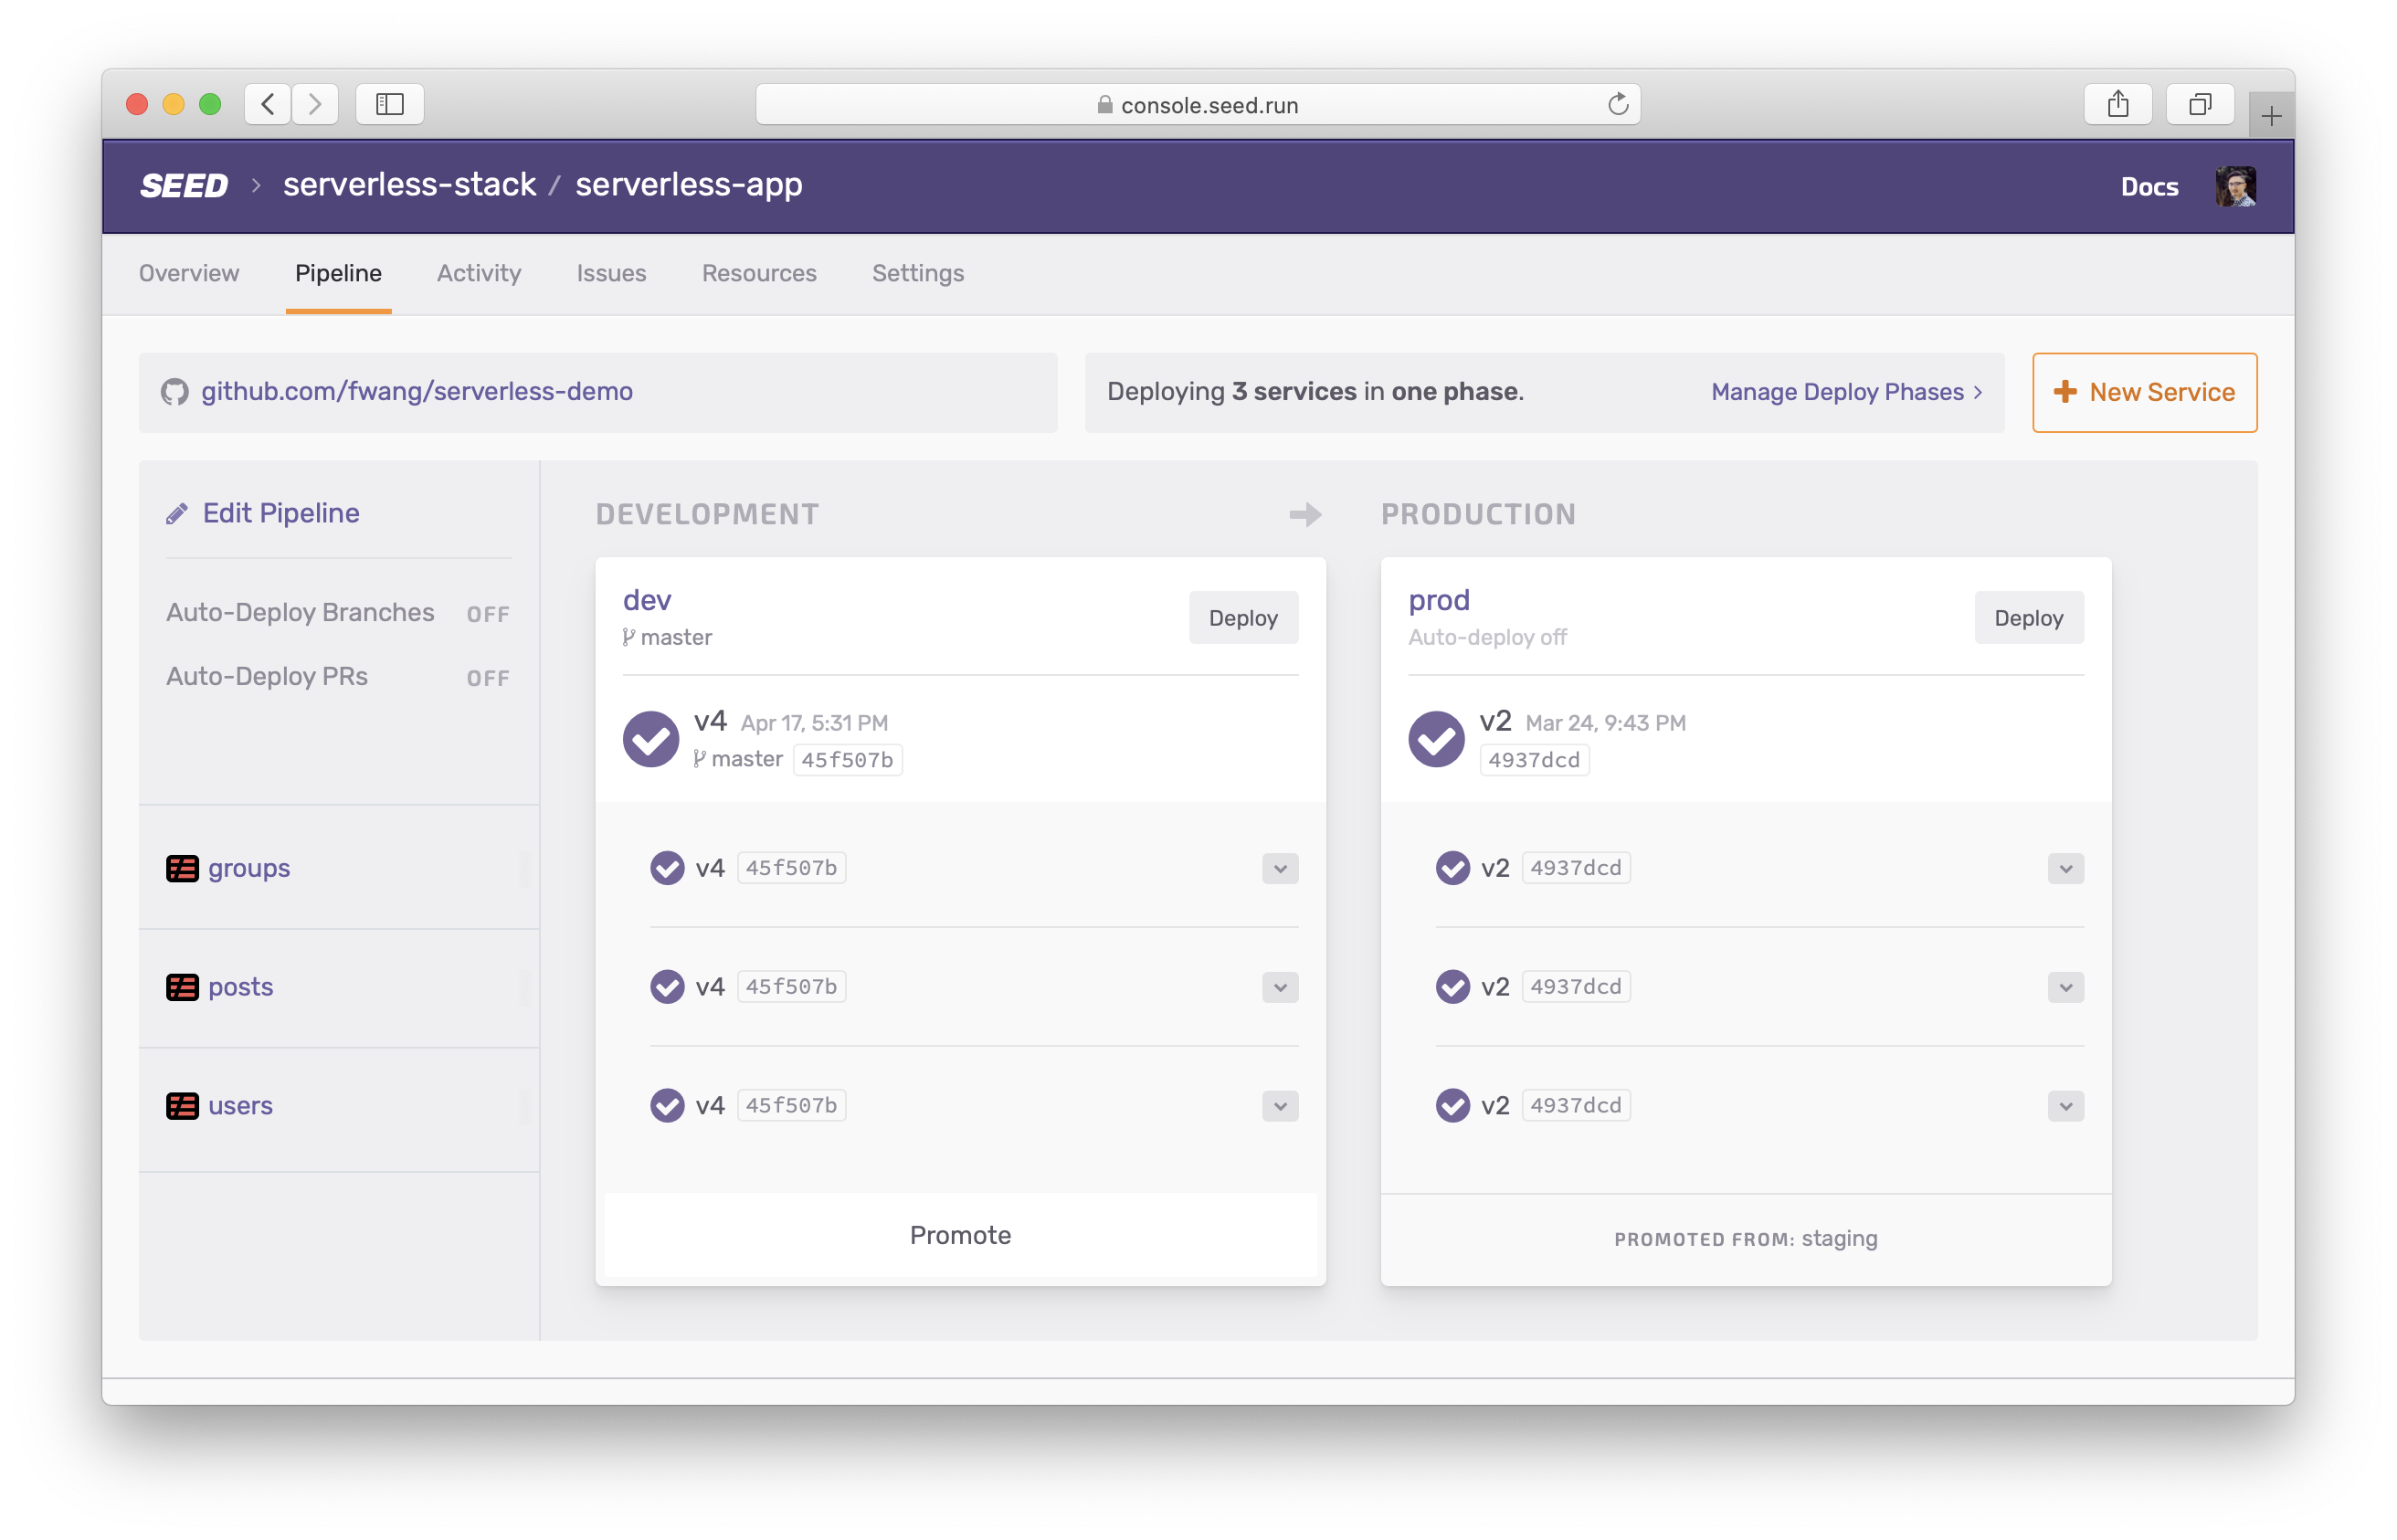 console.seed.run
SEED > serverless-stack / serverless-app
Docs
Overview
Pipeline
Activity
Issues
Resources
Settings
github.com/fwang/serverless-demo
Deploying 3 services in one phase.
Manage Deploy Phases >
+ New Service
Edit Pipeline
Auto-Deploy Branches OFF
Auto-Deploy PRs OFF
groups
posts
users
DEVELOPMENT
dev
master
Deploy
v4 Apr 17, 5:31 PM
master 45f507b
v4 45f507b
v4 45f507b
v4 45f507b
Promote
PRODUCTION
prod
Auto-deploy off
Deploy
v2 Mar 24, 9:43 PM
4937dcd
v2 4937dcd
v2 4937dcd
v2 4937dcd
PROMOTED FROM: staging